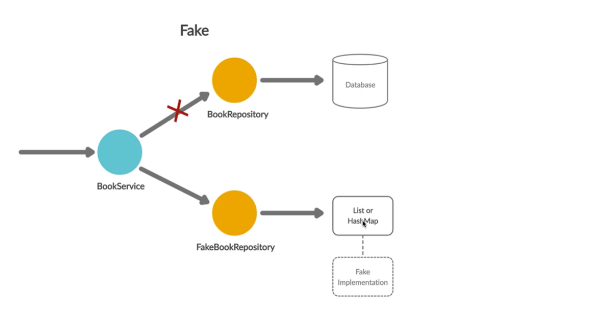 Fake
Database
BookRepository
BookService
List or
HashMap
FakeBookRepository
Fake
Implementation